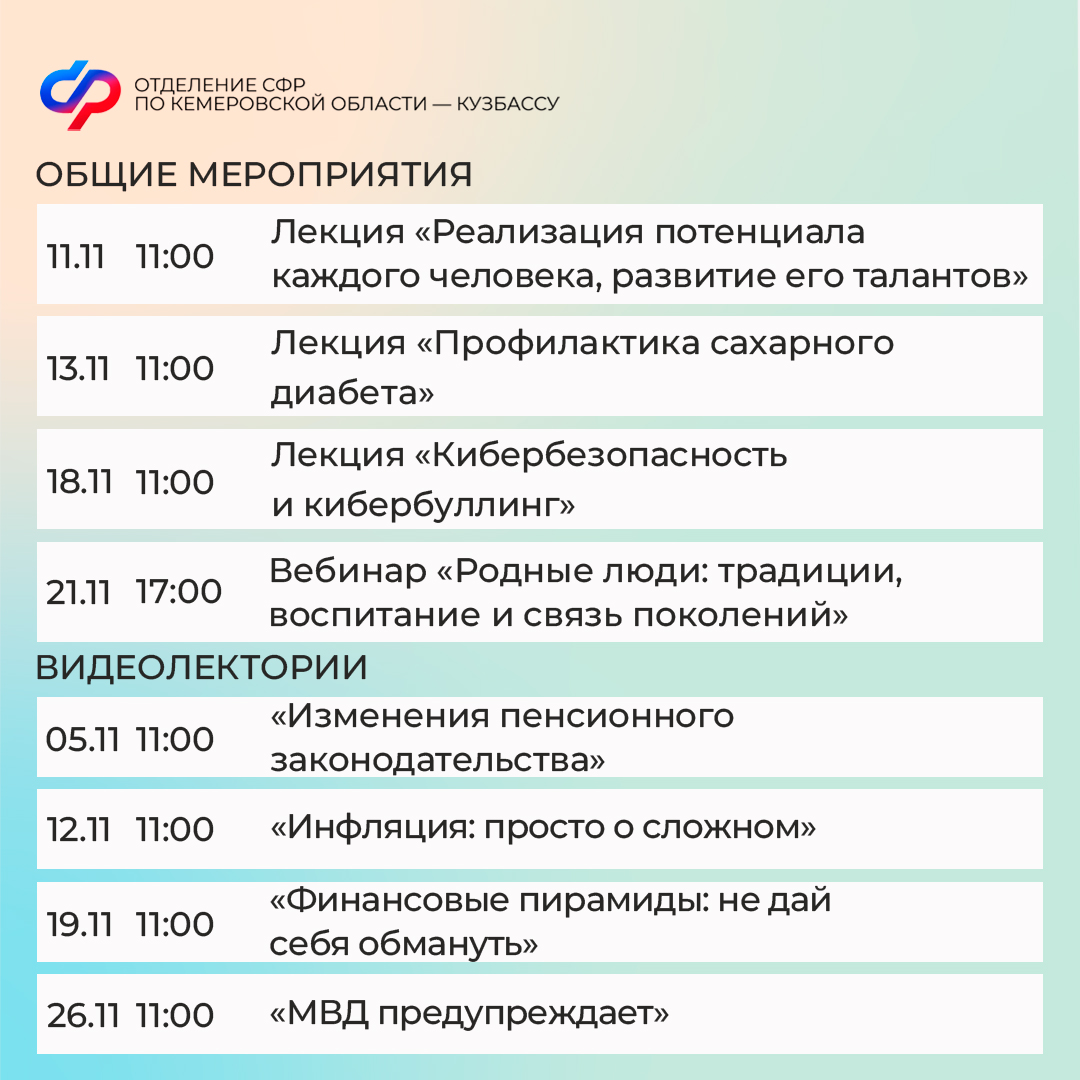 ОТДЕЛЕНИЕ СФР
ПО КЕМЕРОВСКОЙ ОБЛАСТИ — КУЗБАССУ
ОБЩИЕ МЕРОПРИЯТИЯ
11.11 11:00 Лекция «Реализация потенциала
каждого человека, развитие его талантов»
13.11 11:00 Лекция «Профилактика сахарного
диабета»
18.11 11:00 Лекция «Кибербезопасность
и кибербуллинг»
21.11 17:00 Вебинар «Родные люди: традиции,
воспитание и связь поколений»
ВИДЕОЛЕКТОРИИ
05.11 11:00 «Изменения пенсионного
законодательства»
12.11 11:00 «Инфляция: просто о сложном»
19.11 11:00 «Финансовые пирамиды: не дай
себя обмануть»
26.11 11:00 «МВД предупреждает»